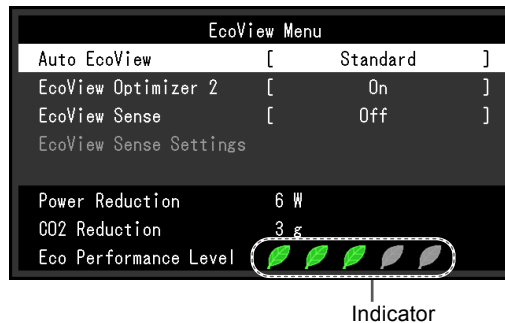 EcoView Menu
Auto EcoView [ Standard ]
EcoView Optimizer 2 [ On ]
EcoView Sense [ Off ]
EcoView Sense Settings
Power Reduction 6 W
CO2 Reduction 3 g
Eco Performance Level
Indicator